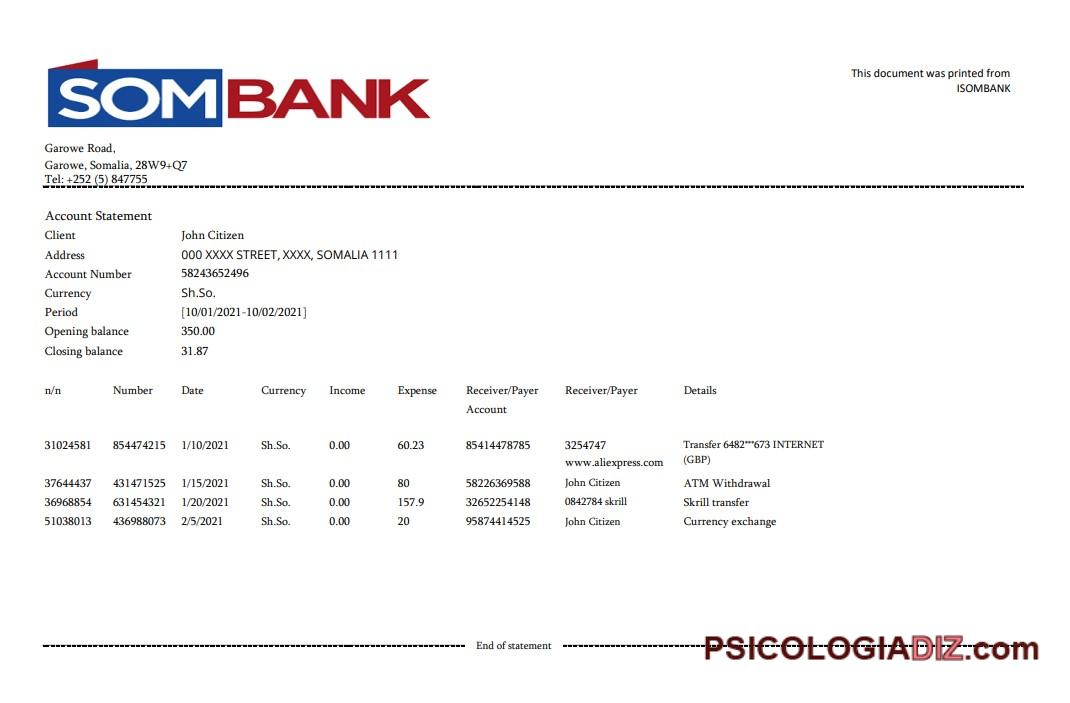 SOMBANK
This document was printed from
ISOMBANK
Garowe Road,
Garowe, Somalia, 28W9+Q7
Tel: +252 (5) 847755
Account Statement
Client John Citizen
Address 000 XXXX STREET, XXXX, SOMALIA 1111
Account Number 58243652496
Currency Sh.So.
Period [10/01/2021-10/02/2021]
Opening balance 350.00
Closing balance 31.87
n/n Number Date Currency Income Expense Receiver/Payer Receiver/Payer Details
Account
31024581 854474215 1/10/2021 Sh.So. 0.00 60.23 85414478785 3254747 Transfer 6482***673 INTERNET
www.aliexpress.com (GBP)
37644437 431471525 1/15/2021 Sh.So. 0.00 80 58226369588 John Citizen ATM Withdrawal
36968854 631454321 1/20/2021 Sh.So. 0.00 157.9 32652254148 0842784 skrill Skrill transfer
51038013 436988073 2/5/2021 Sh.So. 0.00 20 95874414525 John Citizen Currency exchange
End of statement
PSICOLOGIADIZ.com